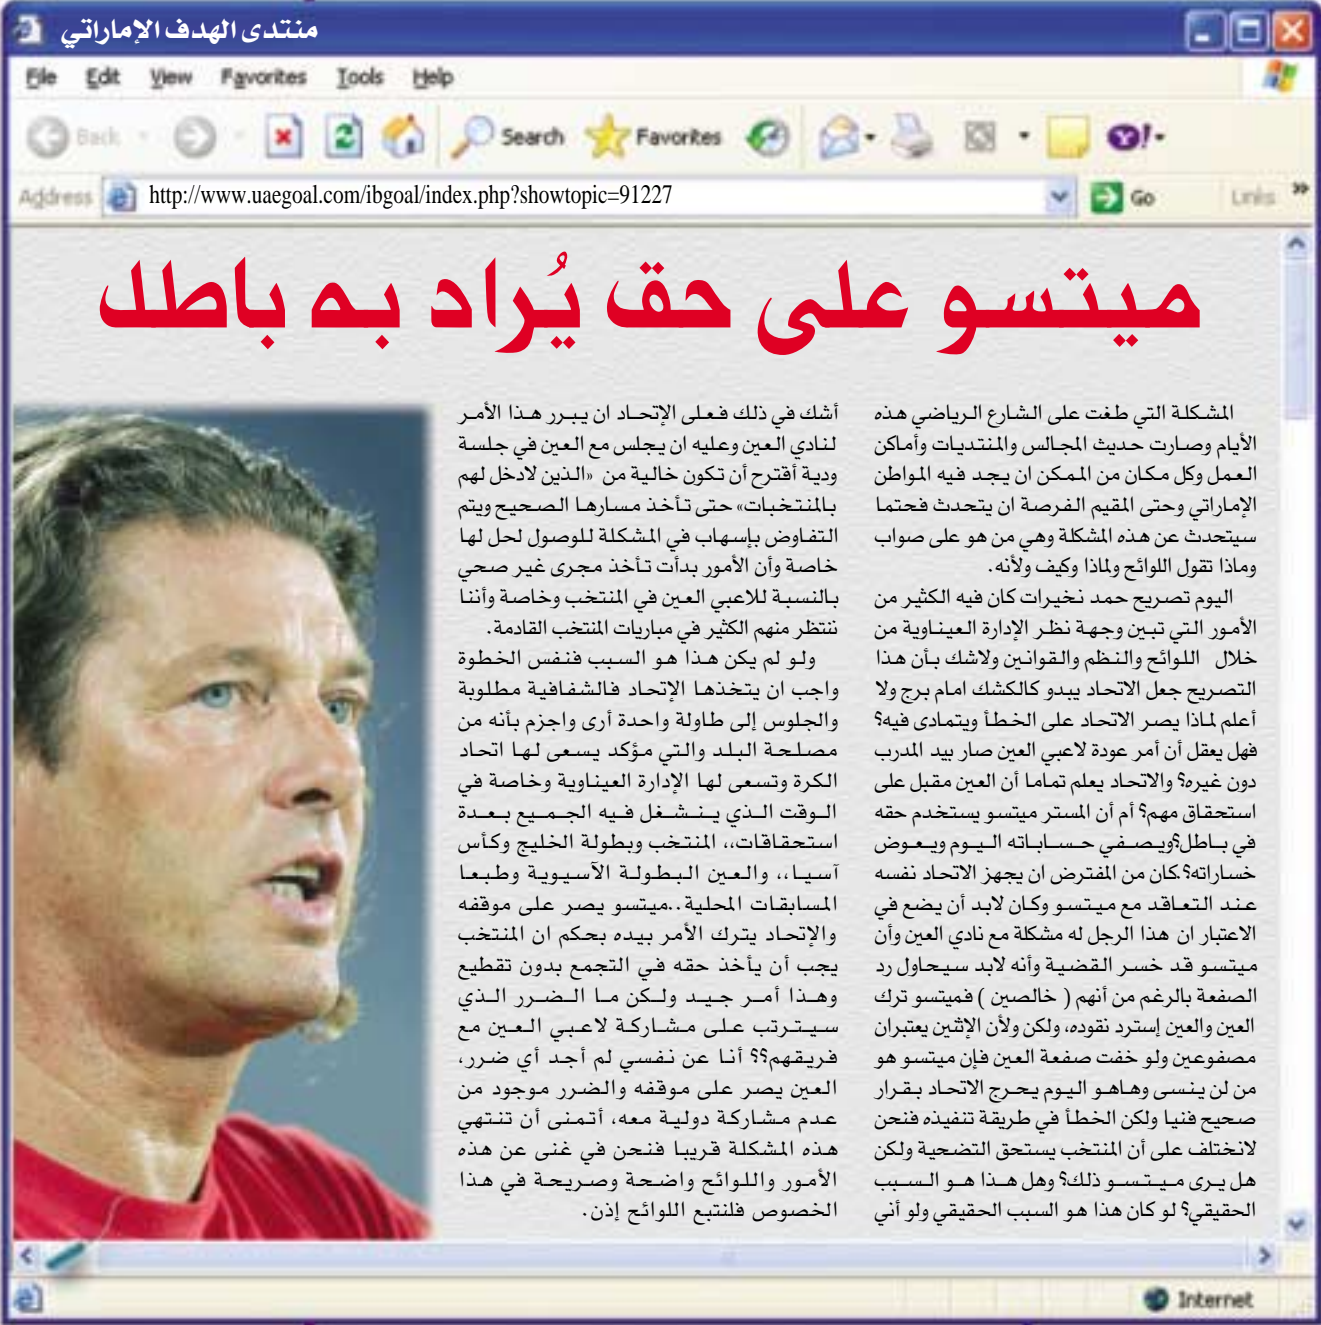 منتدى الهدف الإماراتي
File Edit View Favorites Tools Help
Back Search Favorites
Address http://www.uaegoal.com/ibgoal/index.php?showtopic=91227 Go Links
ميتسو على حق يُراد به باطل
المشكلة التي طغت على الشارع الرياضي هذه
الأيام وصارت حديث المجالس والمنتديات وأماكن
العمل وكل مكان من الممكن ان يجد فيه المواطن
الإماراتي وحتى المقيم الفرصة ان يتحدث فحتما
سيتحدث عن هذه المشكلة وهي من هو على صواب
وماذا تقول اللوائح ولماذا وكيف ولأنه.
اليوم تصريح حمد نخيرات كان فيه الكثير من
الأمور التي تبين وجهة نظر الإدارة العيناوية من
خلال اللوائح والنظم والقوانين ولاشك بأن هذا
التصريح جعل الاتحاد يبدو كالكشك امام برج ولا
أعلم لماذا يصر الاتحاد على الخطأ ويتمادى فيه؟
فهل يعقل أن أمر عودة لاعبي العين صار بيد المدرب
دون غيره؟ والاتحاد يعلم تماما أن العين مقبل على
استحقاق مهم؟ أم أن المستر ميتسو يستخدم حقه
في باطل؟ويصفي حساباته اليوم ويعوض
خساراته؟.كان من المفترض ان يجهز الاتحاد نفسه
عند التعاقد مع ميتسو وكان لابد أن يضع في
الاعتبار ان هذا الرجل له مشكلة مع نادي العين وأن
ميتسو قد خسر القضية وأنه لابد سيحاول رد
الصفعة بالرغم من أنهم ( خالصين ) فميتسو ترك
العين والعين إسترد نقوده، ولكن ولأن الإثنين يعتبران
مصفوعين ولو خفت صفعة العين فإن ميتسو هو
من لن ينسى وهاهو اليوم يحرج الاتحاد بقرار
صحيح فنيا ولكن الخطأ في طريقة تنفيذه فنحن
لانختلف على أن المنتخب يستحق التضحية ولكن
هل يرى ميتسو ذلك؟ وهل هذا هو السبب
الحقيقي؟ لو كان هذا هو السبب الحقيقي ولو أني
أشك في ذلك فعلى الإتحاد ان يبرر هذا الأمر
لنادي العين وعليه ان يجلس مع العين في جلسة
ودية أقترح أن تكون خالية من «الذين لادخل لهم
بالمنتخبات» حتى تأخذ مسارها الصحيح ويتم
التفاوض بإسهاب في المشكلة للوصول لحل لها
خاصة وأن الأمور بدأت تأخذ مجرى غير صحي
بالنسبة للاعبي العين في المنتخب وخاصة وأننا
ننتظر منهم الكثير في مباريات المنتخب القادمة.
ولو لم يكن هذا هو السبب فنفس الخطوة
واجب ان يتخذها الإتحاد فالشفافية مطلوبة
والجلوس إلى طاولة واحدة أرى واجزم بأنه من
مصلحة البلد والتي مؤكد يسعى لها اتحاد
الكرة وتسعى لها الإدارة العيناوية وخاصة في
الوقت الذي ينشغل فيه الجميع بعدة
استحقاقات،، المنتخب وبطولة الخليج وكأس
آسيا،، والعين البطولة الآسيوية وطبعا
المسابقات المحلية..ميتسو يصر على موقفه
والإتحاد يترك الأمر بيده بحكم ان المنتخب
يجب أن يأخذ حقه في التجمع بدون تقطيع
وهذا أمر جيد ولكن ما الضرر الذي
سيترتب على مشاركة لاعبي العين مع
فريقهم؟؟ أنا عن نفسي لم أجد أي ضرر،
العين يصر على موقفه والضرر موجود من
عدم مشاركة دولية معه، أتمنى أن تنتهي
هذه المشكلة قريبا فنحن في غنى عن هذه
الأمور واللوائح واضحة وصريحة في هذا
الخصوص فلنتبع اللوائح إذن.
Internet